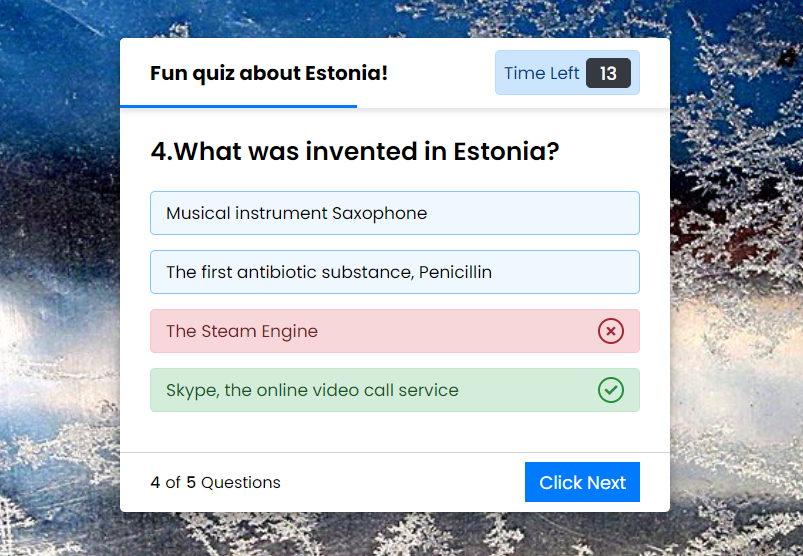 Fun quiz about Estonia!
Time Left 13
4.What was invented in Estonia?
Musical instrument Saxophone
The first antibiotic substance, Penicillin
The Steam Engine
Skype, the online video call service
4 of 5 Questions
Click Next